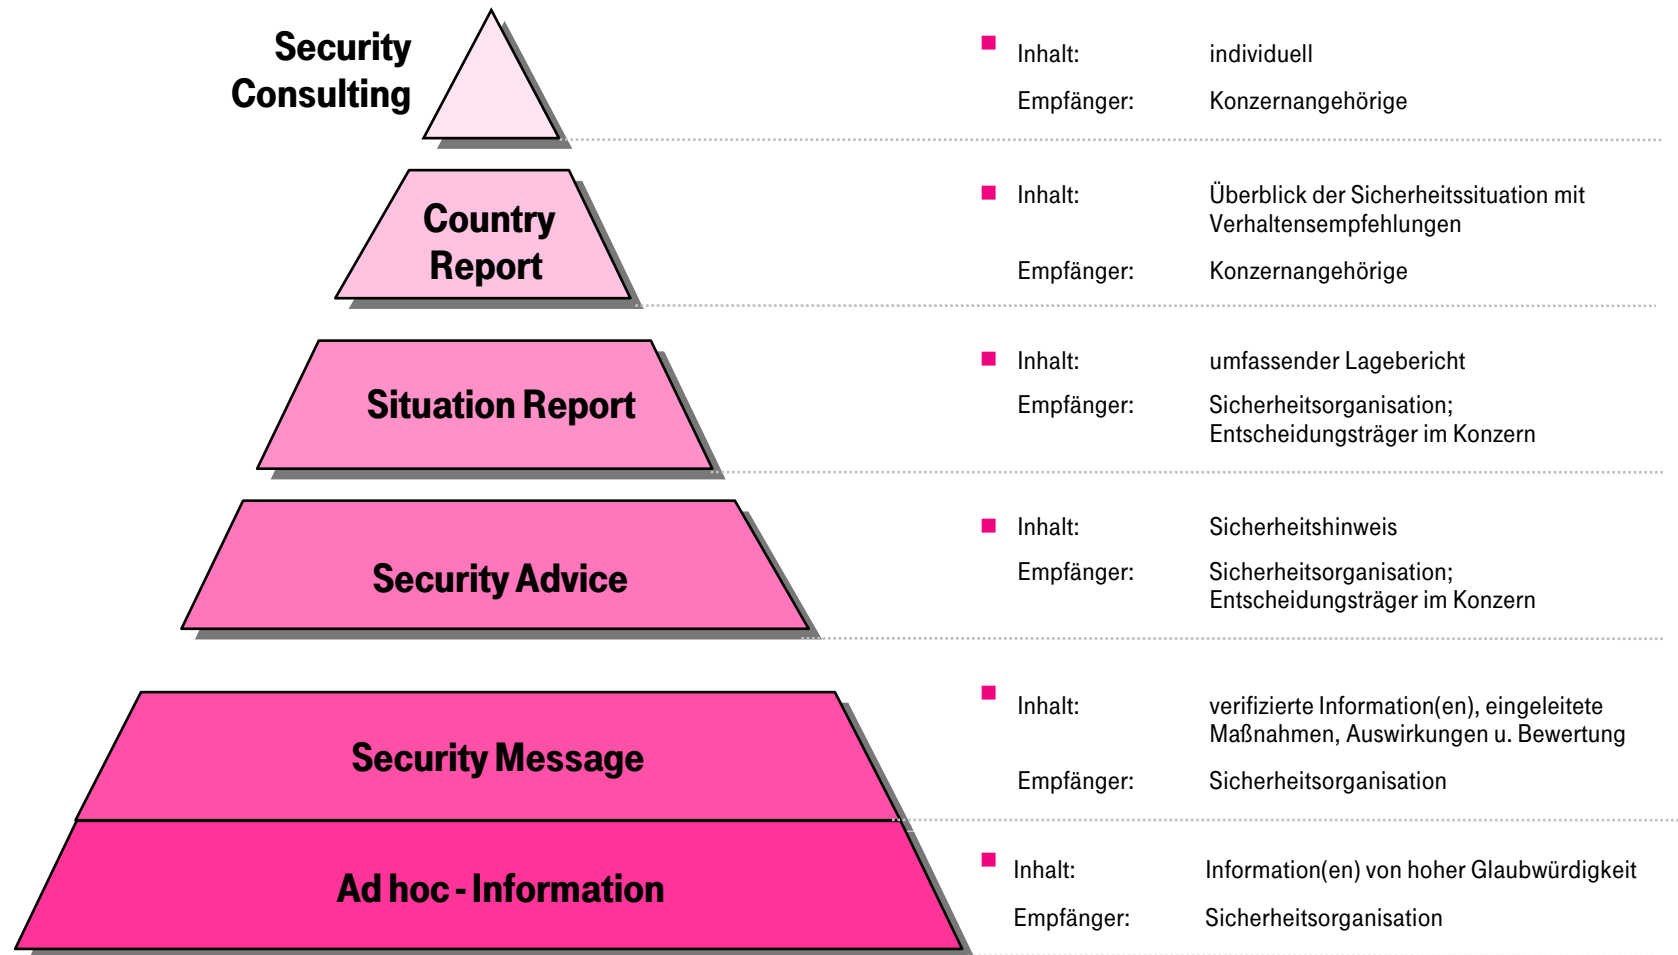 Security
Consulting
Inhalt: individuell
Empfänger: Konzernangehörige
Country
Report
Inhalt: Überblick der Sicherheitssituation mit
Verhaltensempfehlungen
Empfänger: Konzernangehörige
Situation Report
Inhalt: umfassender Lagebericht
Empfänger: Sicherheitsorganisation;
Entscheidungsträger im Konzern
Security Advice
Inhalt: Sicherheitshinweis
Empfänger: Sicherheitsorganisation;
Entscheidungsträger im Konzern
Security Message
Inhalt: verifizierte Information(en), eingeleitete
Maßnahmen, Auswirkungen u. Bewertung
Empfänger: Sicherheitsorganisation
Ad hoc - Information
Inhalt: Information(en) von hoher Glaubwürdigkeit
Empfänger: Sicherheitsorganisation